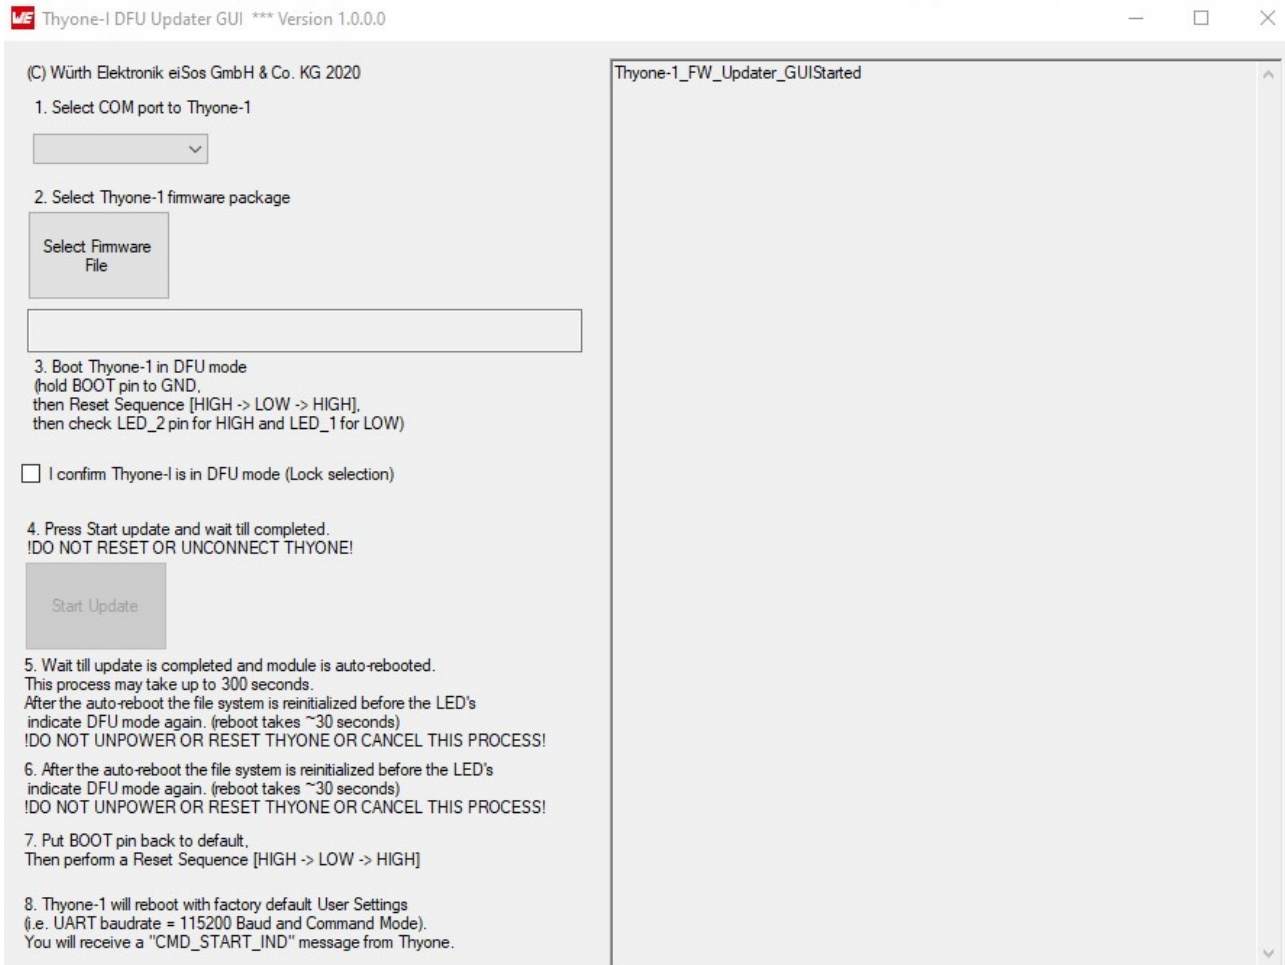 WE Thyone-I DFU Updater GUI *** Version 1.0.0.0
(C) Würth Elektronik eiSos GmbH & Co. KG 2020
1. Select COM port to Thyone-1
2. Select Thyone-1 firmware package
Select Firmware
File
3. Boot Thyone-1 in DFU mode
(hold BOOT pin to GND,
then Reset Sequence [HIGH -> LOW -> HIGH],
then check LED_2 pin for HIGH and LED_1 for LOW)
I confirm Thyone-I is in DFU mode (Lock selection)
4. Press Start update and wait till completed.
!DO NOT RESET OR UNCONNECT THYONE!
Start Update
5. Wait till update is completed and module is auto-rebooted.
This process may take up to 300 seconds.
After the auto-reboot the file system is reinitialized before the LED's
indicate DFU mode again. (reboot takes ~30 seconds)
!DO NOT UNPOWER OR RESET THYONE OR CANCEL THIS PROCESS!
6. After the auto-reboot the file system is reinitialized before the LED's
indicate DFU mode again. (reboot takes ~30 seconds)
!DO NOT UNPOWER OR RESET THYONE OR CANCEL THIS PROCESS!
7. Put BOOT pin back to default,
Then perform a Reset Sequence [HIGH -> LOW -> HIGH]
8. Thyone-1 will reboot with factory default User Settings
(i.e. UART baudrate = 115200 Baud and Command Mode).
You will receive a "CMD_START_IND" message from Thyone.
Thyone-1_FW_Updater_GUIStarted